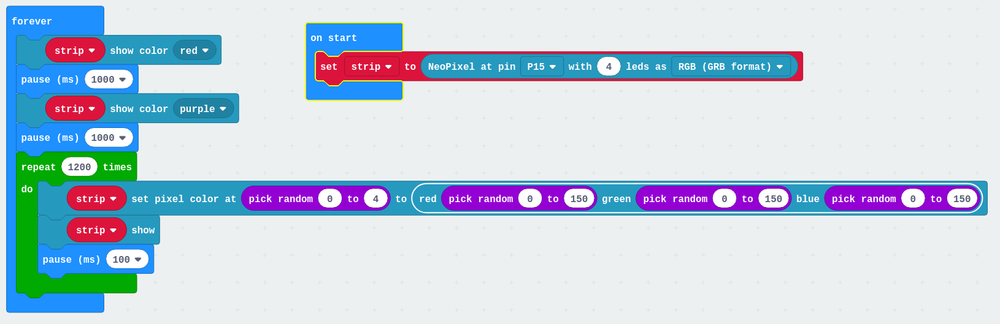 forever
strip show color red
pause (ms) 1000
strip show color purple
pause (ms) 1000
repeat 1200 times
do
strip set pixel color at pick random 0 to 4 to red pick random 0 to 150 green pick random 0 to 150 blue pick random 0 to 150
strip show
pause (ms) 100
on start
set strip to NeoPixel at pin P15 with 4 leds as RGB (GRB format)